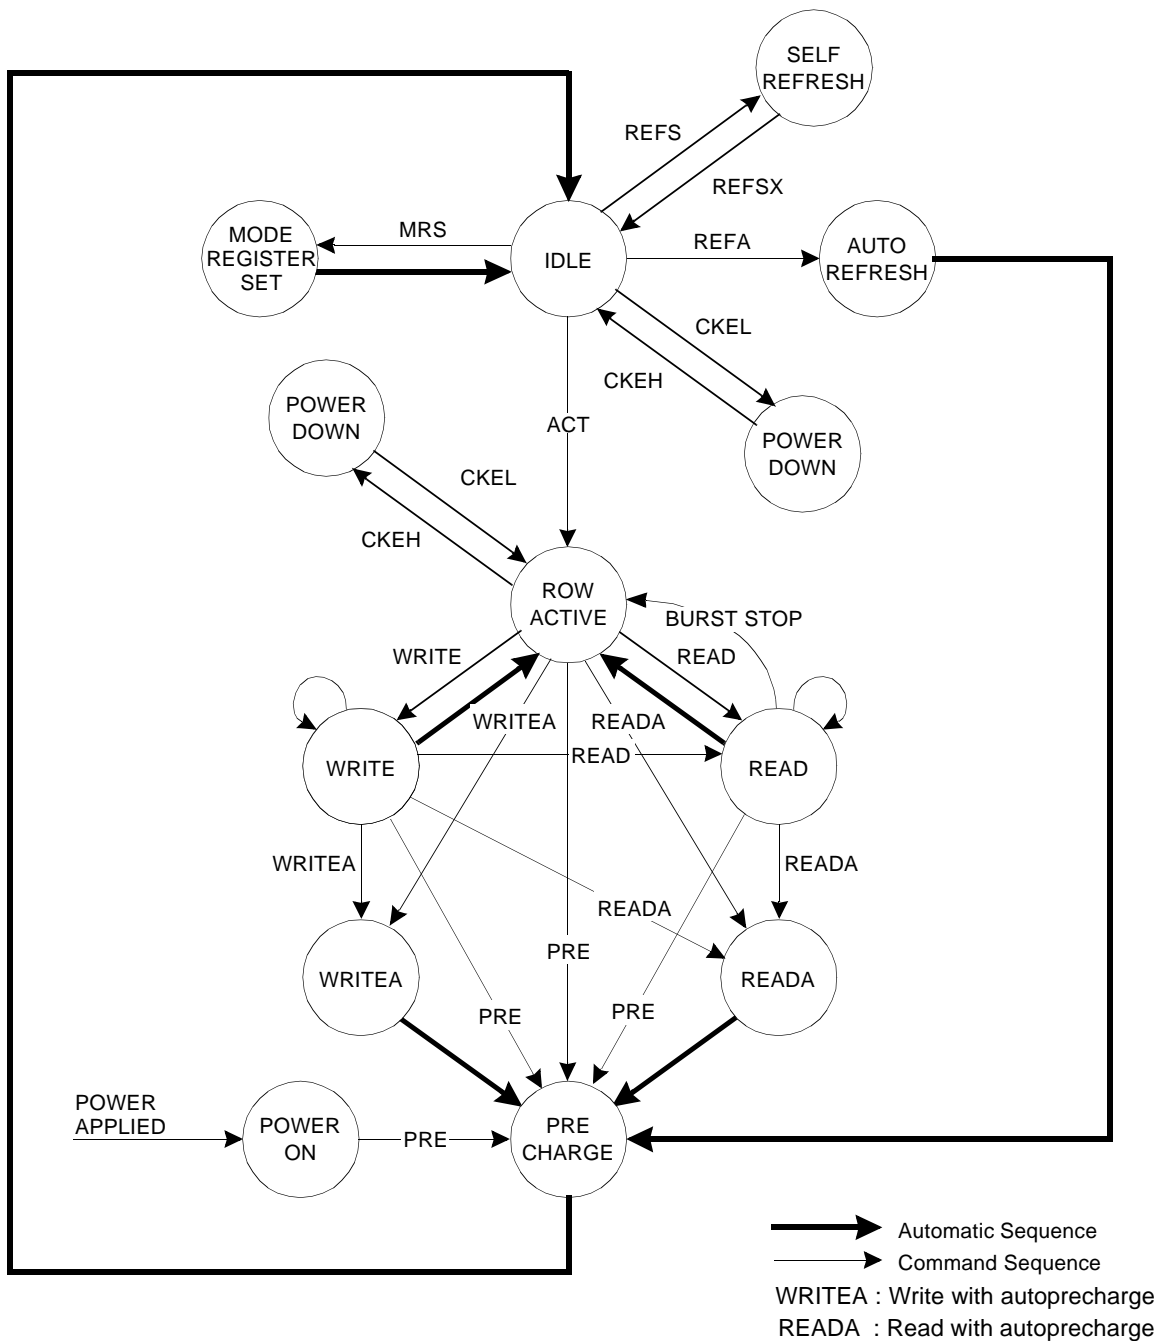 SELF
REFRESH
REFS
REFSX
MODE
REGISTER
SET
MRS
IDLE
REFA
AUTO
REFRESH
CKEL
CKEH
POWER
DOWN
POWER
DOWN
ACT
CKEL
CKEH
ROW
ACTIVE
BURST STOP
WRITE
READ
WRITEA
READA
WRITE
READ
READ
WRITEA
READA
READA
PRE
WRITEA
READA
PRE
PRE
POWER
APPLIED
POWER
ON
PRE
PRE
CHARGE
Automatic Sequence
Command Sequence
WRITEA : Write with autoprecharge
READA : Read with autoprecharge